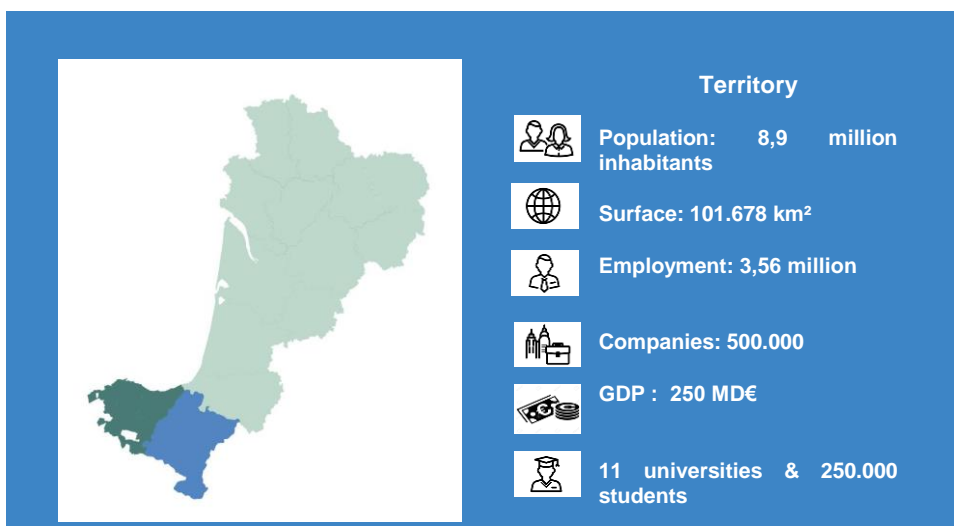 Territory
Population: 8,9 million
inhabitants
Surface: 101.678 km²
Employment: 3,56 million
Companies: 500.000
GDP : 250 MD€
11 universities & 250.000
students